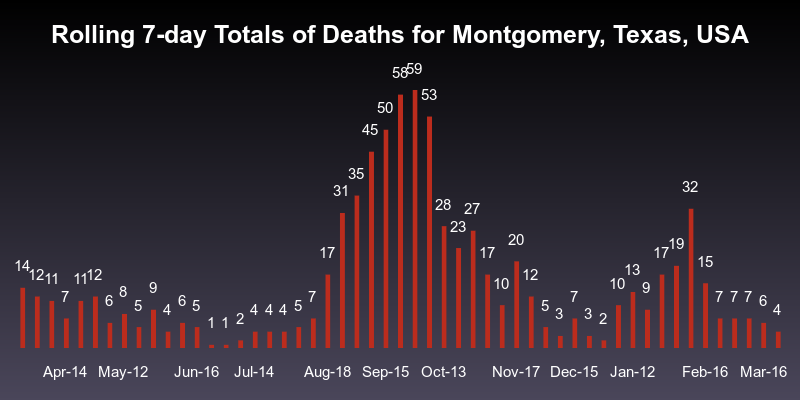 Rolling 7-day Totals of Deaths for Montgomery, Texas, USA
14 12 11 7 11 12 6 8 5 9 4 6 5 1 1 2 4 4 4 5 7 17 31 35 45 50 58 59 53 28 23 27 17 10 20 12 5 3 7 3 2 10 13 9 17 19 32 15 7 7 7 6 4
Apr-14 May-12 Jun-16 Jul-14 Aug-18 Sep-15 Oct-13 Nov-17 Dec-15 Jan-12 Feb-16 Mar-16